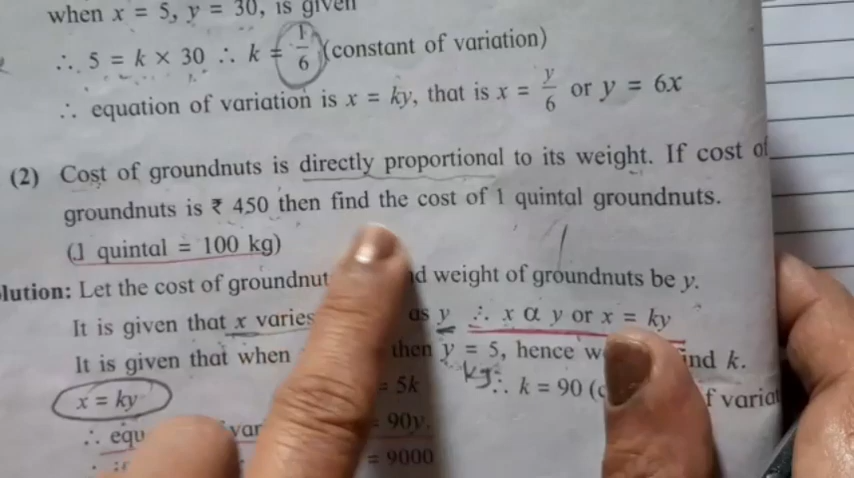 when x = 5, y = 30, is given
∴ 5 = k × 30 ∴ k = 1/6 (constant of variation)
∴ equation of variation is x = ky, that is x = y/6 or y = 6x
(2) Cost of groundnuts is directly proportional to its weight. If cost of
groundnuts is ₹ 450 then find the cost of 1 quintal groundnuts.
(1 quintal = 100 kg)
lution: Let the cost of groundnut d weight of groundnuts be y.
It is given that x varies as y ∴ x α y or x = ky
It is given that when then y = 5, hence w ind k.
kg
x = ky = 5k ∴ k = 90 (c f variat
∴ equ var = 90y.
= 9000